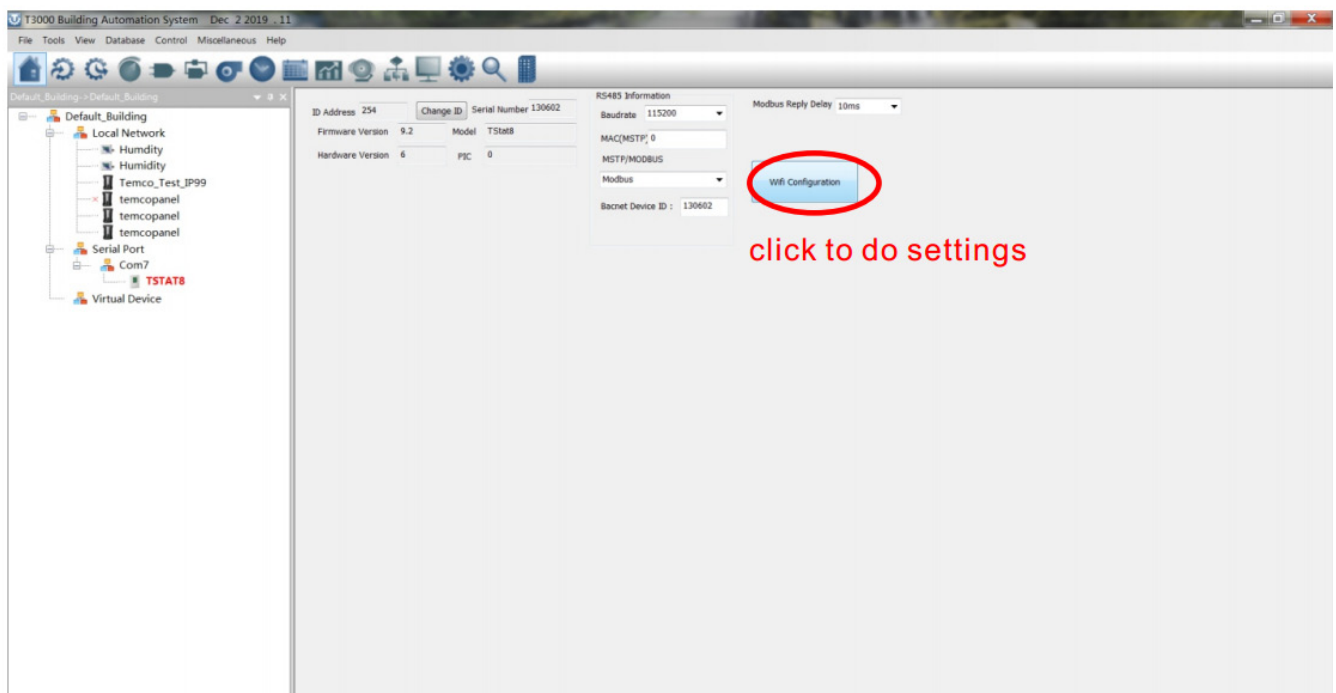 T3000 Building Automation System Dec 2 2019 . 11
File Tools View Database Control Miscellaneous Help
Default_Building->Default_Building
Default_Building
Local Network
Humdity
Humidity
Temco_Test_IP99
temcopanel
temcopanel
temcopanel
Serial Port
Com7
TSTAT8
Virtual Device
ID Address 254 Change ID Serial Number 130602
Firmware Version 9.2 Model TStat8
Hardware Version 6 PIC 0
RS485 Information
Baudrate 115200
MAC(MSTP) 0
MSTP/MODBUS
Modbus
Bacnet Device ID : 130602
Modbus Reply Delay 10ms
Wifi Configuration
click to do settings